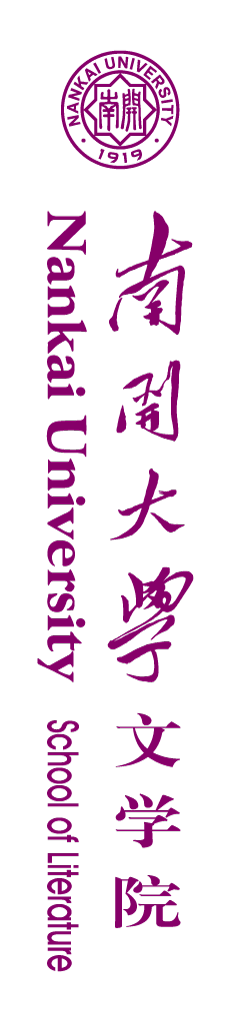 NANKAI UNIVERSITY
南開
1919
南開大學文学院
Nankai University School of Literature